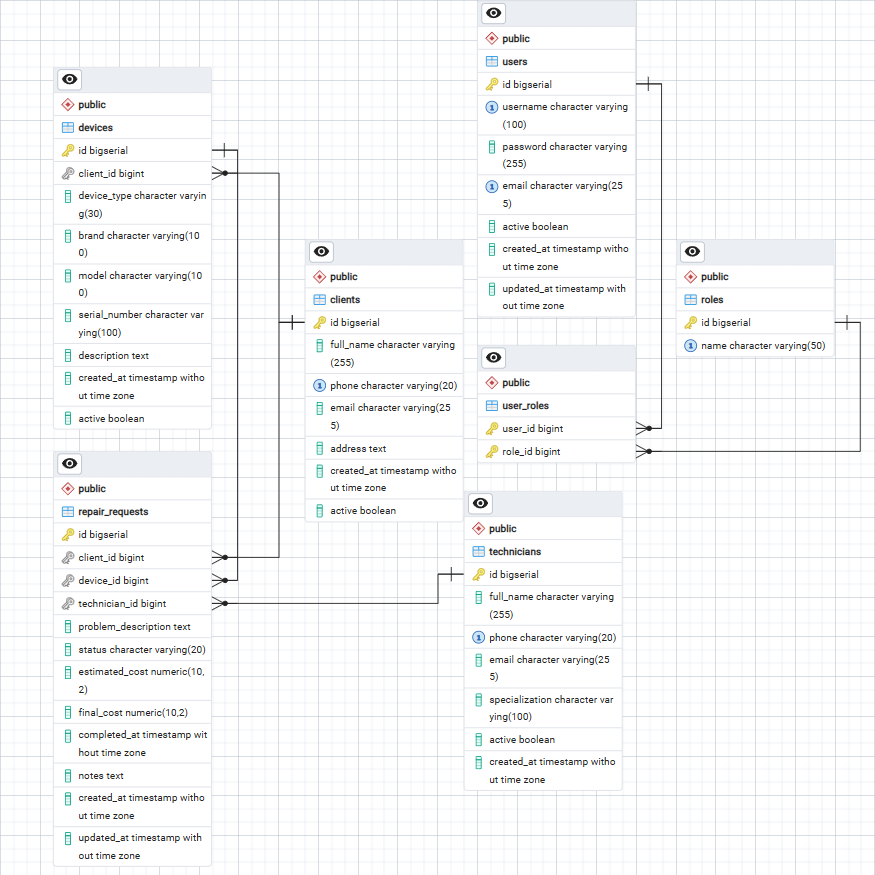 public
devices
id bigserial
client_id bigint
device_type character varyin
g(30)
brand character varying(10
0)
model character varying(10
0)
serial_number character var
ying(100)
description text
created_at timestamp witho
ut time zone
active boolean
public
repair_requests
id bigserial
client_id bigint
device_id bigint
technician_id bigint
problem_description text
status character varying(20)
estimated_cost numeric(10,
2)
final_cost numeric(10,2)
completed_at timestamp wit
hout time zone
notes text
created_at timestamp witho
ut time zone
updated_at timestamp with
out time zone
public
clients
id bigserial
full_name character varying
(255)
phone character varying(20)
email character varying(25
5)
address text
created_at timestamp witho
ut time zone
active boolean
public
users
id bigserial
1 username character varying
(100)
password character varying
(255)
1 email character varying(25
5)
active boolean
created_at timestamp witho
ut time zone
updated_at timestamp with
out time zone
public
user_roles
user_id bigint
role_id bigint
public
technicians
id bigserial
full_name character varying
(255)
1 phone character varying(20)
email character varying(25
5)
specialization character var
ying(100)
active boolean
created_at timestamp witho
ut time zone
public
roles
id bigserial
1 name character varying(50)